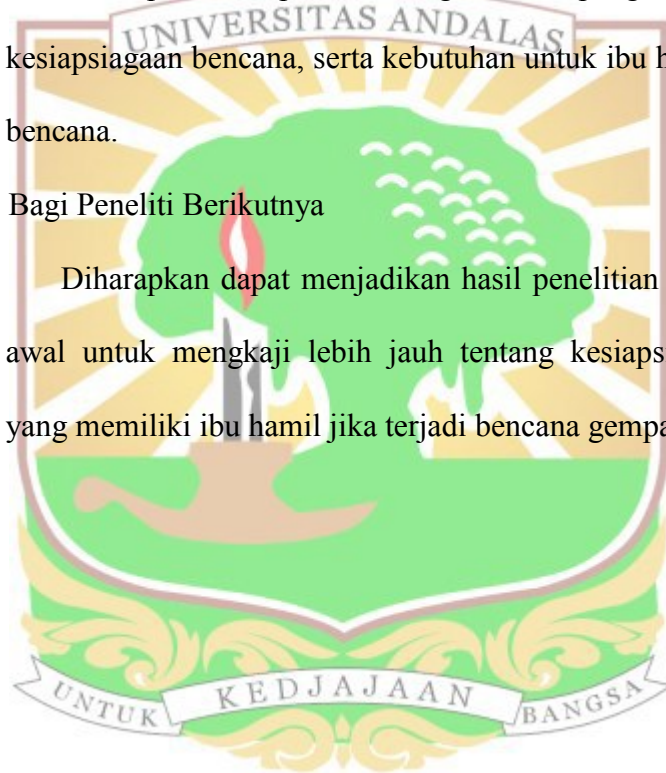 UNIVERSITAS ANDALAS
kesiapsiagaan bencana, serta kebutuhan untuk ibu h
bencana.
Bagi Peneliti Berikutnya
Diharapkan dapat menjadikan hasil penelitian
awal untuk mengkaji lebih jauh tentang kesiaps
yang memiliki ibu hamil jika terjadi bencana gempa
UNTUK KEDJAJAAN BANGSA